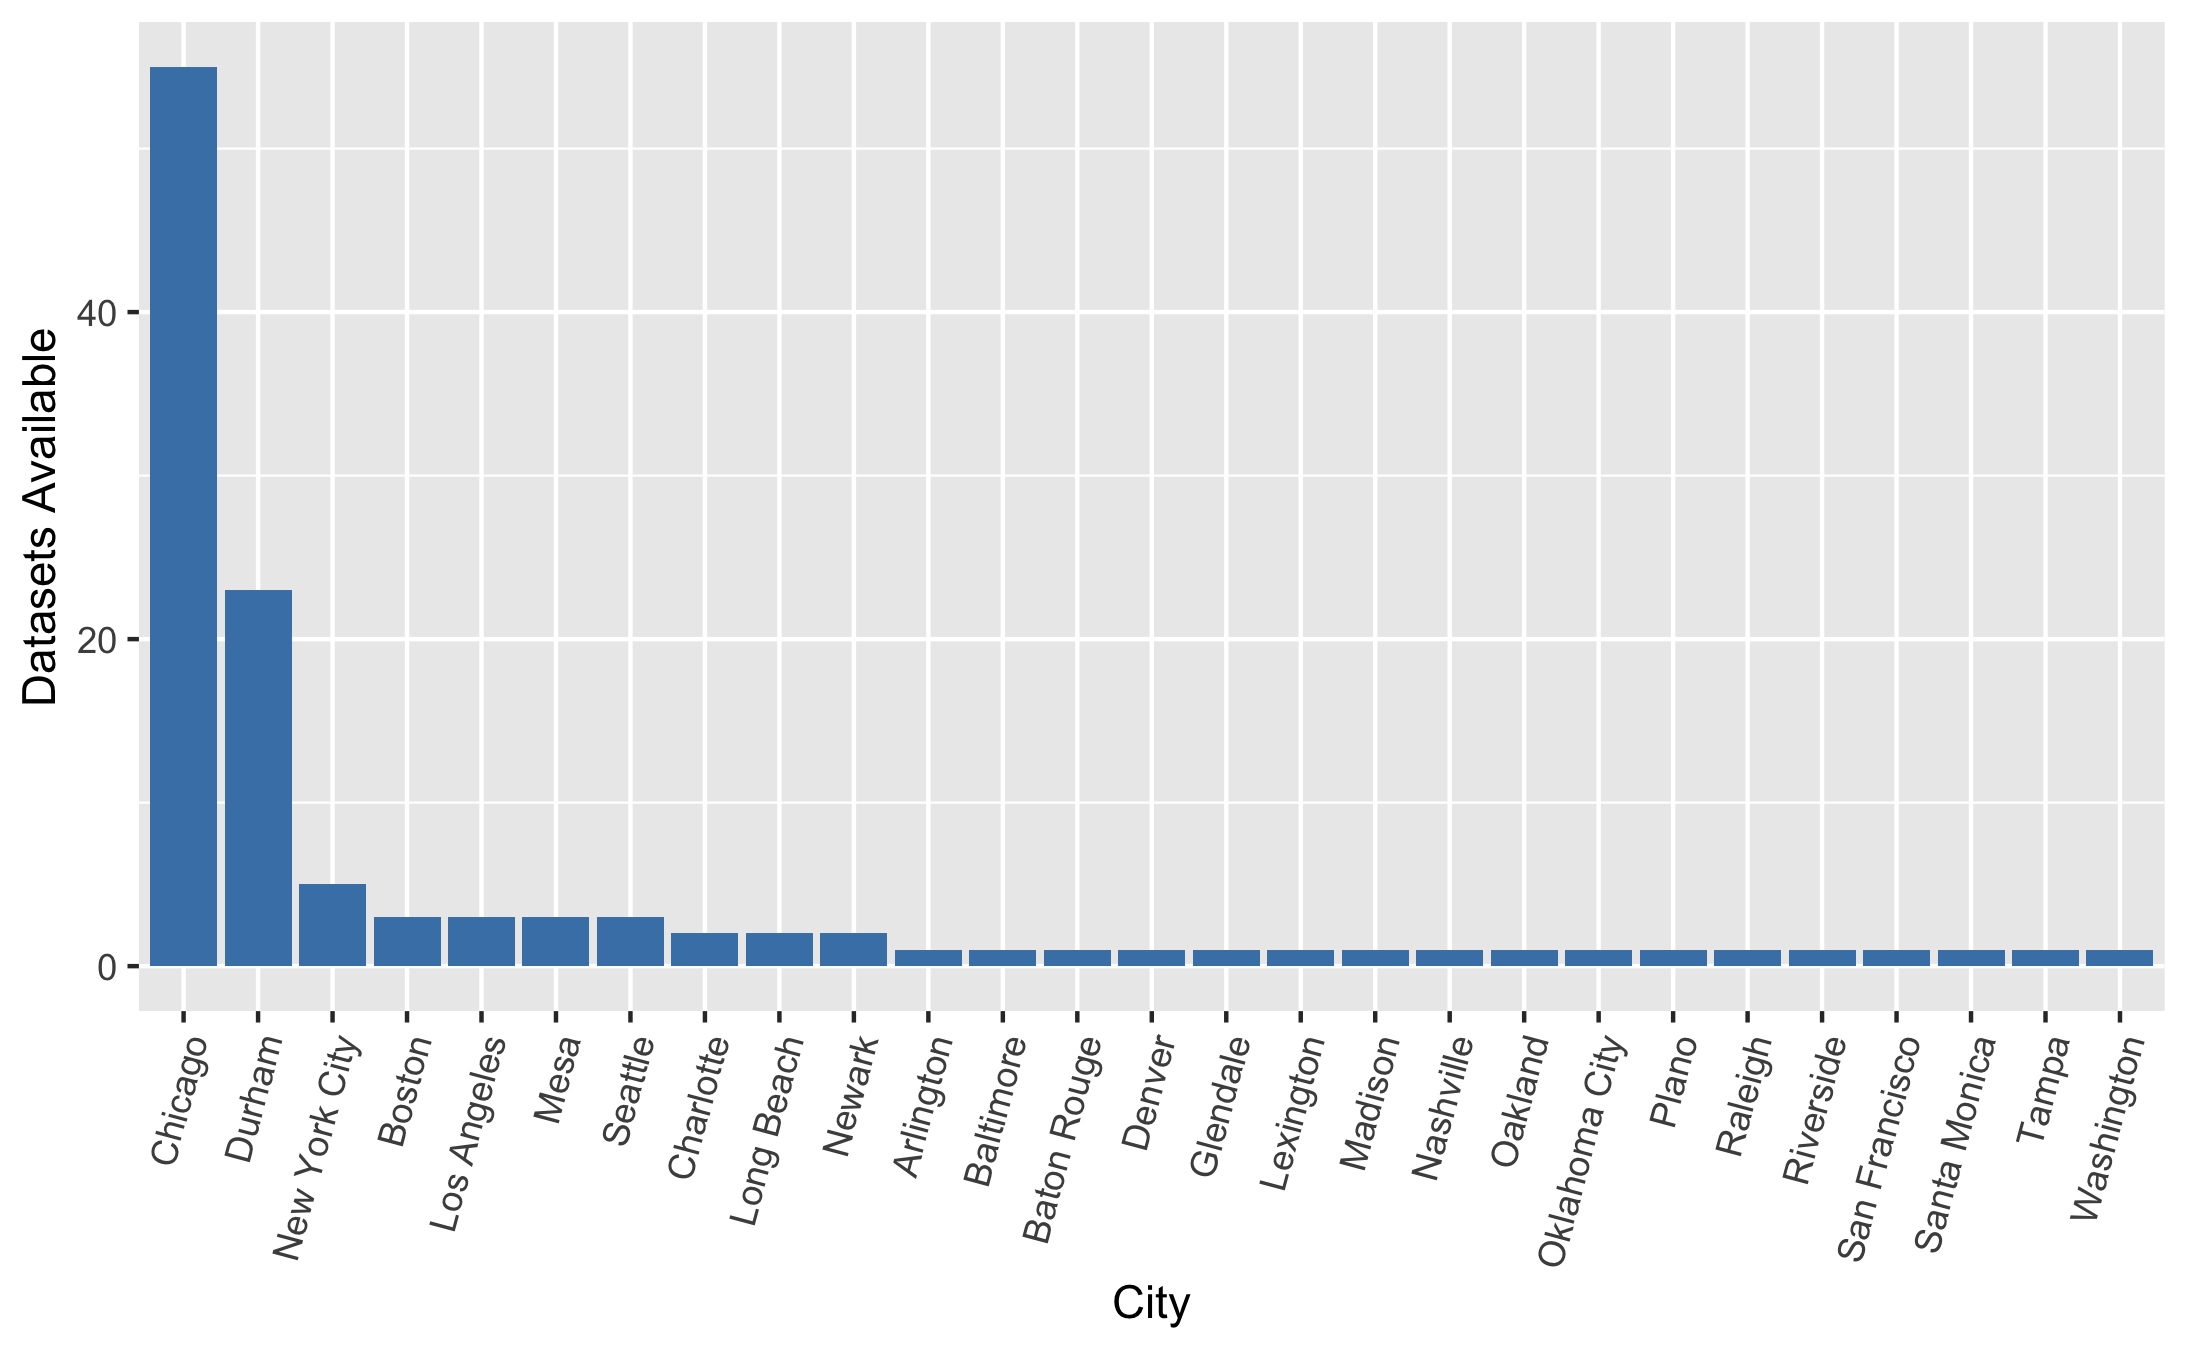 Datasets Available
40
20
0
Chicago
Durham
New York City
Boston
Los Angeles
Mesa
Seattle
Charlotte
Long Beach
Newark
Arlington
Baltimore
Baton Rouge
Denver
Glendale
Lexington
Madison
Nashville
Oakland
Oklahoma City
Plano
Raleigh
Riverside
San Francisco
Santa Monica
Tampa
Washington
City